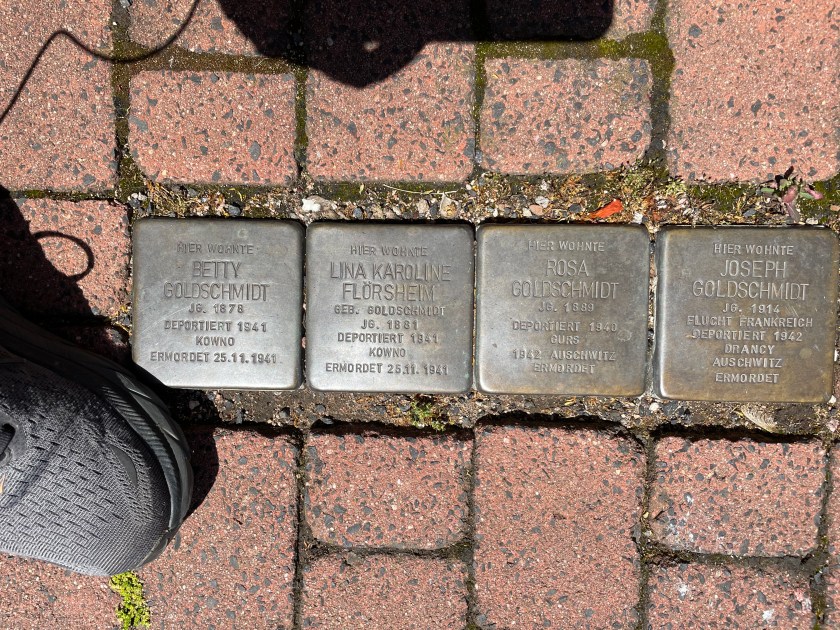 HIER WOHNTE
BETTY
GOLDSCHMIDT
JG. 1878
DEPORTIERT 1941
KOWNO
ERMORDET 25.11.1941
HIER WOHNTE
LINA KAROLINE
FLÖRSHEIM
GEB. GOLDSCHMIDT
JG. 1881
DEPORTIERT 1941
KOWNO
ERMORDET 25.11.1941
HIER WOHNTE
ROSA
GOLDSCHMIDT
JG. 1889
DEPORTIERT 1940
GURS
1942 AUSCHWITZ
ERMORDET
HIER WOHNTE
JOSEPH
GOLDSCHMIDT
JG. 1914
FLUCHT FRANKREICH
DEPORTIERT 1942
DRANCY
AUSCHWITZ
ERMORDET